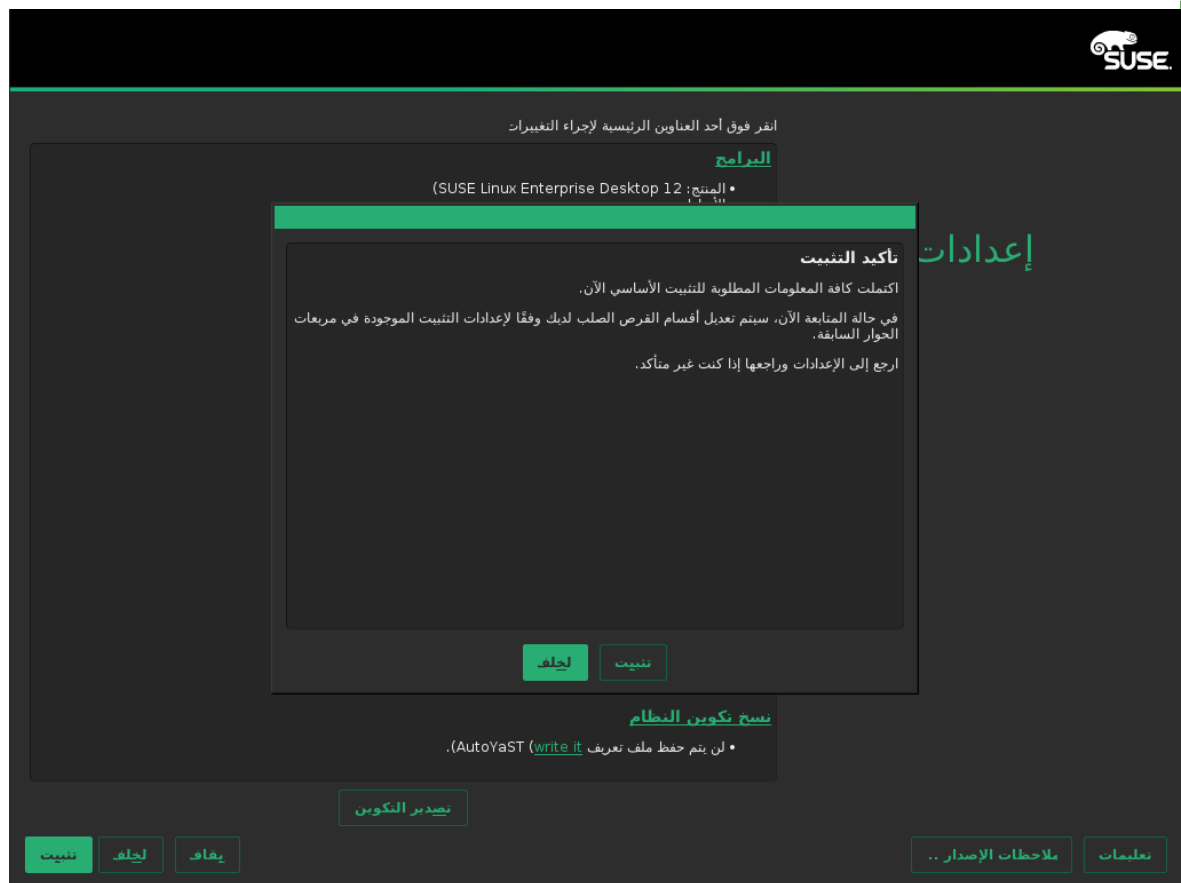 SUSE.
انقر فوق أحد العناوين الرئيسية لإجراء التغييرات
البرامج
• المنتج: SUSE Linux Enterprise Desktop 12)
إعدادات
تأكيد التثبيت
اكتملت كافة المعلومات المطلوبة للتثبيت الأساسي الآن.
في حالة المتابعة الآن، سيتم تعديل أقسام القرص الصلب لديك وفقًا لإعدادات التثبيت الموجودة في مربعات
الحوار السابقة.
ارجع إلى الإعدادات وراجعها إذا كنت غير متأكد.
تثبيت
لخلف
نسخ تكوين النظام
• لن يتم حفظ ملف تعريف AutoYaST (write it).
تصدير التكوين
تعليمات
ملاحظات الإصدار ..
يقاف
لخلف
تثبيت